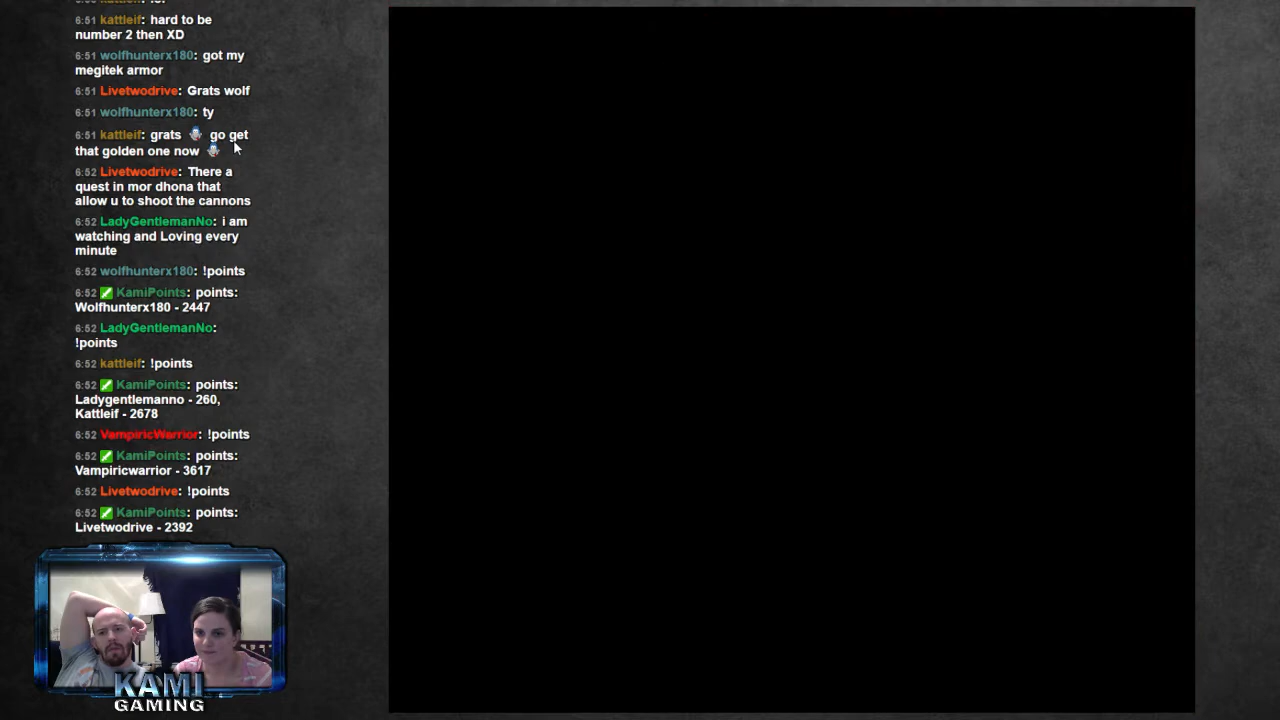 6:51 kattleif: hard to be
number 2 then XD
6:51 wolfhunterx180: got my
megitek armor
6:51 Livetwodrive: Grats wolf
6:51 wolfhunterx180: ty
6:51 kattleif: grats go get
that golden one now
6:52 Livetwodrive: There a
quest in mor dhona that
allow u to shoot the cannons
6:52 LadyGentlemanNo: i am
watching and Loving every
minute
6:52 wolfhunterx180: !points
6:52 KamiPoints: points:
Wolfhunterx180 - 2447
6:52 LadyGentlemanNo:
!points
6:52 kattleif: !points
6:52 KamiPoints: points:
Ladygentlemanno - 260,
Kattleif - 2678
6:52 VampiricWarrior: !points
6:52 KamiPoints: points:
Vampiricwarrior - 3617
6:52 Livetwodrive: !points
6:52 KamiPoints: points:
Livetwodrive - 2392
KAMI
GAMING